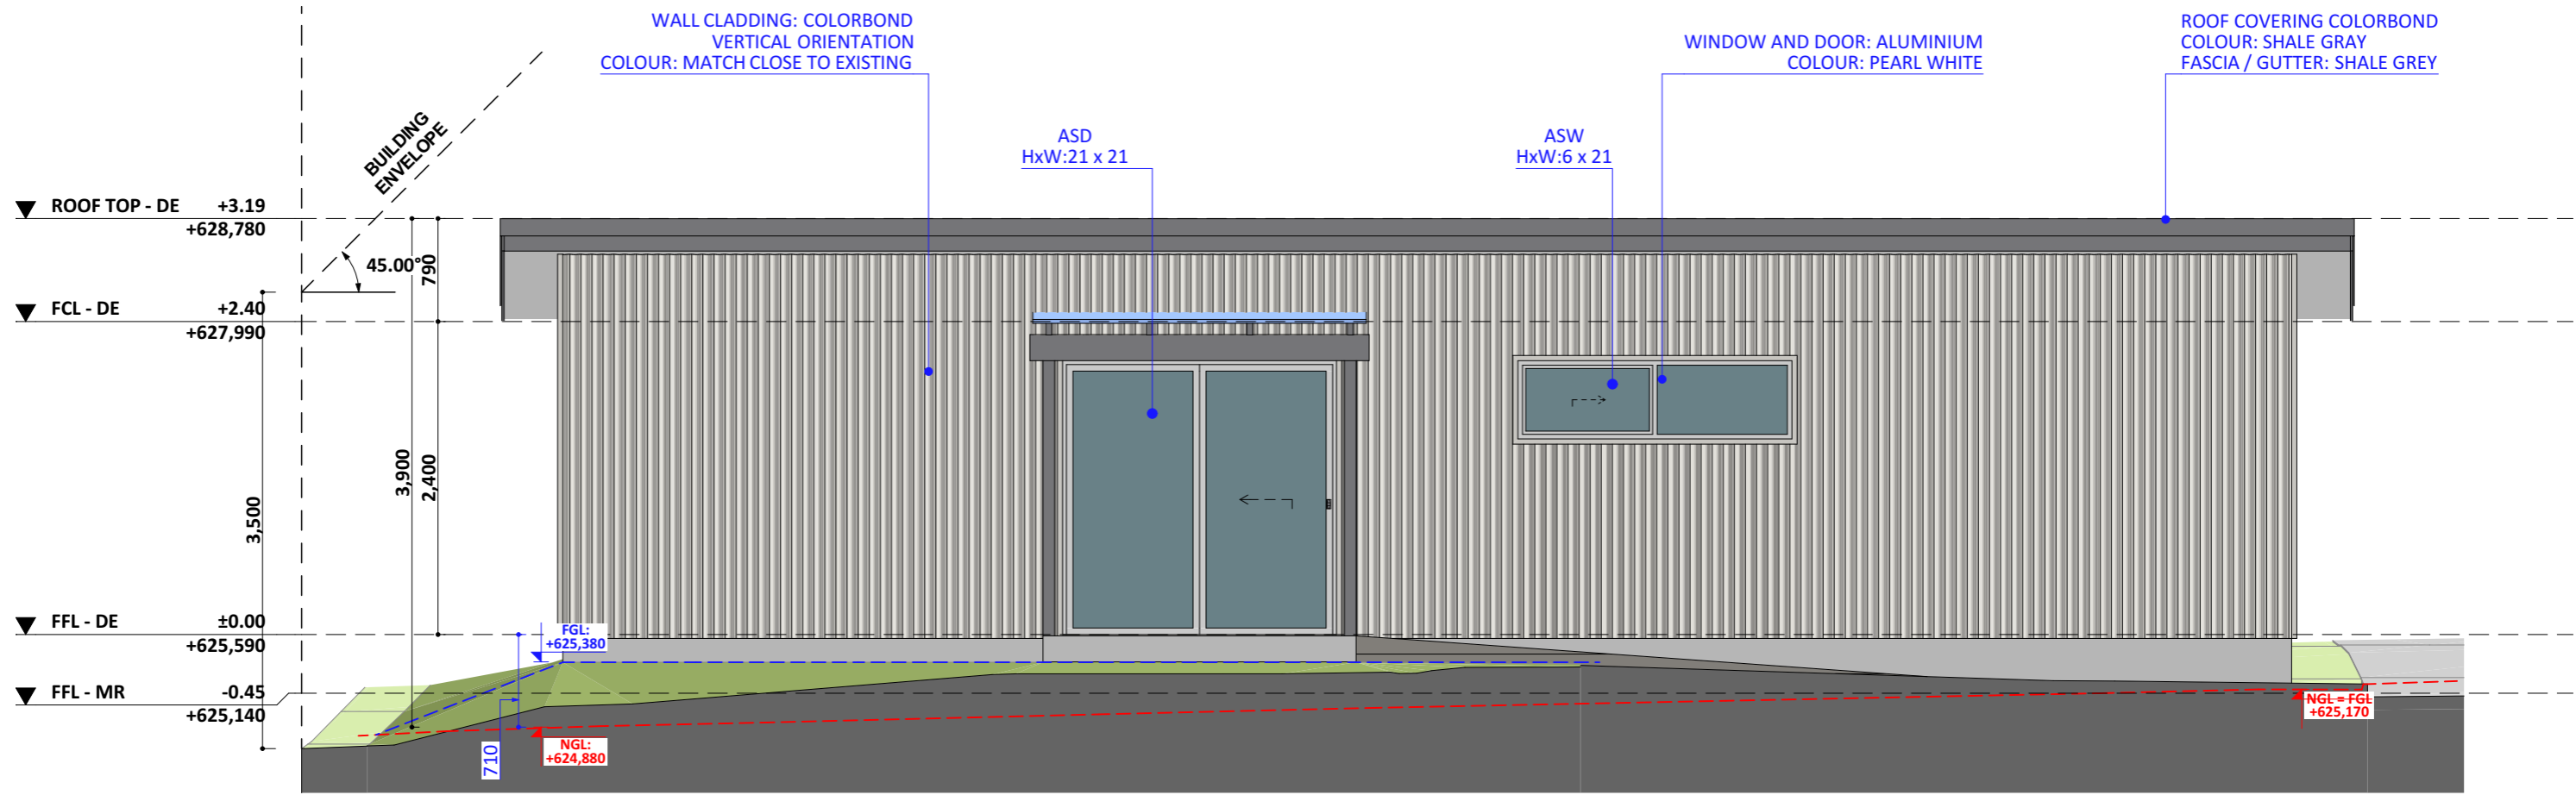 WALL CLADDING: COLORBOND
VERTICAL ORIENTATION
COLOUR: MATCH CLOSE TO EXISTING
WINDOW AND DOOR: ALUMINIUM
COLOUR: PEARL WHITE
ROOF COVERING COLORBOND
COLOUR: SHALE GRAY
FASCIA / GUTTER: SHALE GREY
BUILDING
ENVELOPE
ASD
HxW:21 x 21
ASW
HxW:6 x 21
ROOF TOP - DE +3.19
+628,780
45.00°
790
FCL - DE +2.40
+627,990
3,900
2,400
3,500
FFL - DE ±0.00
+625,590
FGL:
+625,380
FFL - MR -0.45
+625,140
710
NGL:
+624,880
NGL = FGL
+625,170